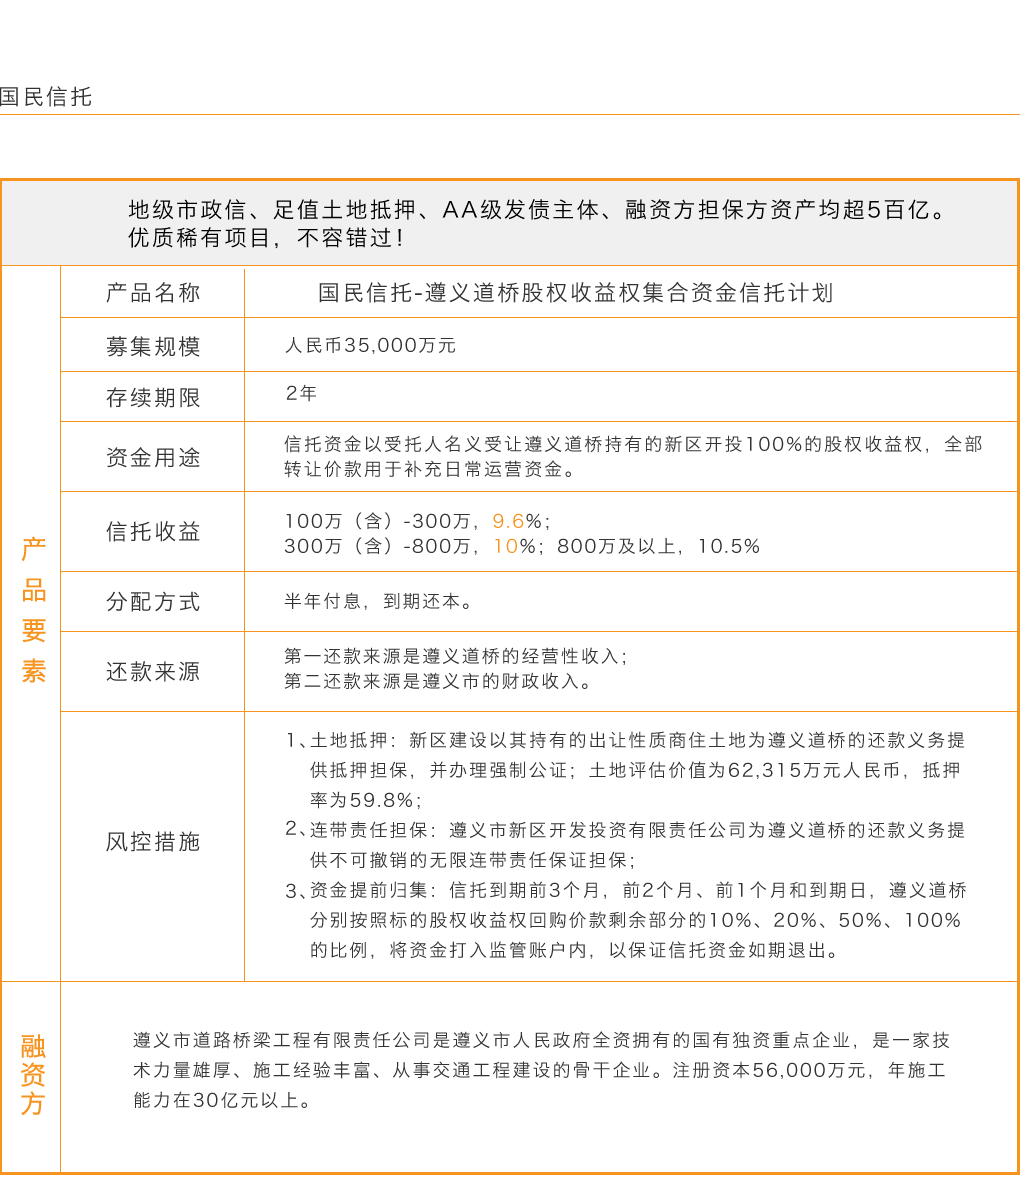 国民信托
地级市政信、足值土地抵押、AA级发债主体、融资方担保方资产均超5百亿。
优质稀有项目，不容错过！
产品要素
产品名称
国民信托-遵义道桥股权收益权集合资金信托计划
募集规模
人民币35,000万元
存续期限
2年
资金用途
信托资金以受托人名义受让遵义道桥持有的新区开投100%的股权收益权，全部
转让价款用于补充日常运营资金。
信托收益
100万（含）-300万，9.6%；
300万（含）-800万，10%；800万及以上，10.5%
分配方式
半年付息，到期还本。
还款来源
第一还款来源是遵义道桥的经营性收入；
第二还款来源是遵义市的财政收入。
风控措施
1、土地抵押：新区建设以其持有的出让性质商住土地为遵义道桥的还款义务提
供抵押担保，并办理强制公证；土地评估价值为62,315万元人民币，抵押
率为59.8%；
2、连带责任担保：遵义市新区开发投资有限责任公司为遵义道桥的还款义务提
供不可撤销的无限连带责任保证担保；
3、资金提前归集：信托到期前3个月，前2个月、前1个月和到期日，遵义道桥
分别按照标的股权收益权回购价款剩余部分的10%、20%、50%、100%
的比例，将资金打入监管账户内，以保证信托资金如期退出。
融资方
遵义市道路桥梁工程有限责任公司是遵义市人民政府全资拥有的国有独资重点企业，是一家技
术力量雄厚、施工经验丰富、从事交通工程建设的骨干企业。注册资本56,000万元，年施工
能力在30亿元以上。